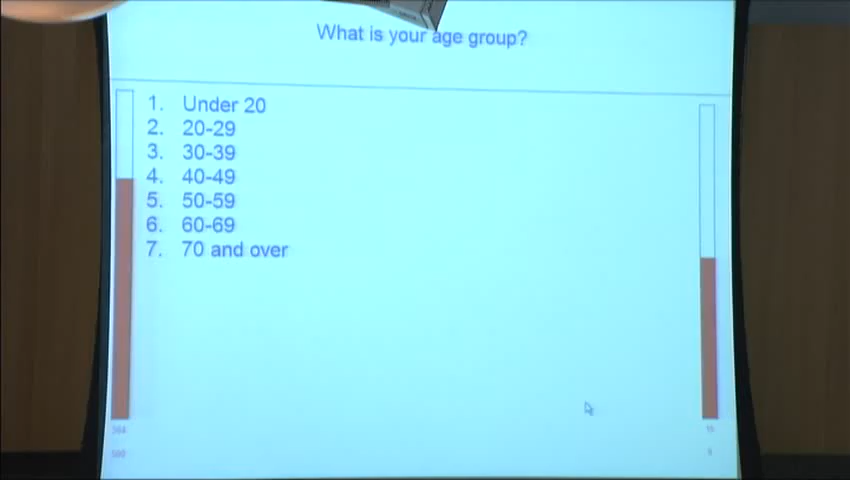 What is your age group?
1. Under 20
2. 20-29
3. 30-39
4. 40-49
5. 50-59
6. 60-69
7. 70 and over